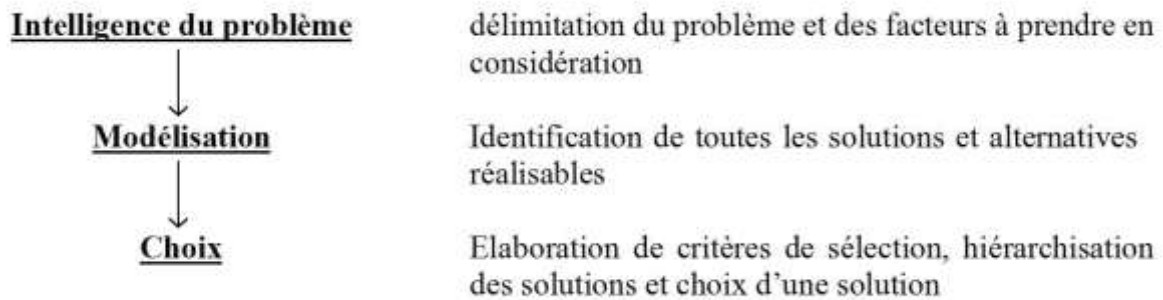 Intelligence du problème
délimitation du problème et des facteurs à prendre en
considération
Modélisation
Identification de toutes les solutions et alternatives
réalisables
Choix
Elaboration de critères de sélection, hiérarchisation
des solutions et choix d'une solution